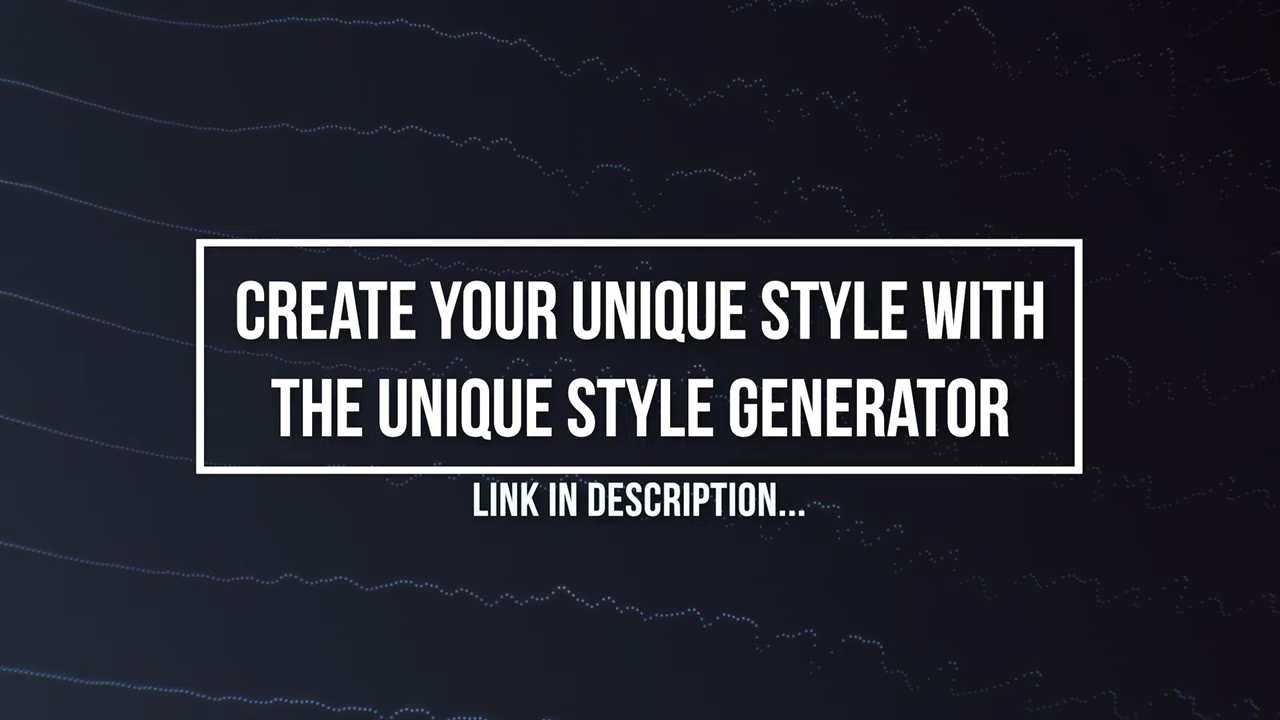 CREATE YOUR UNIQUE STYLE WITH
THE UNIQUE STYLE GENERATOR
LINK IN DESCRIPTION...